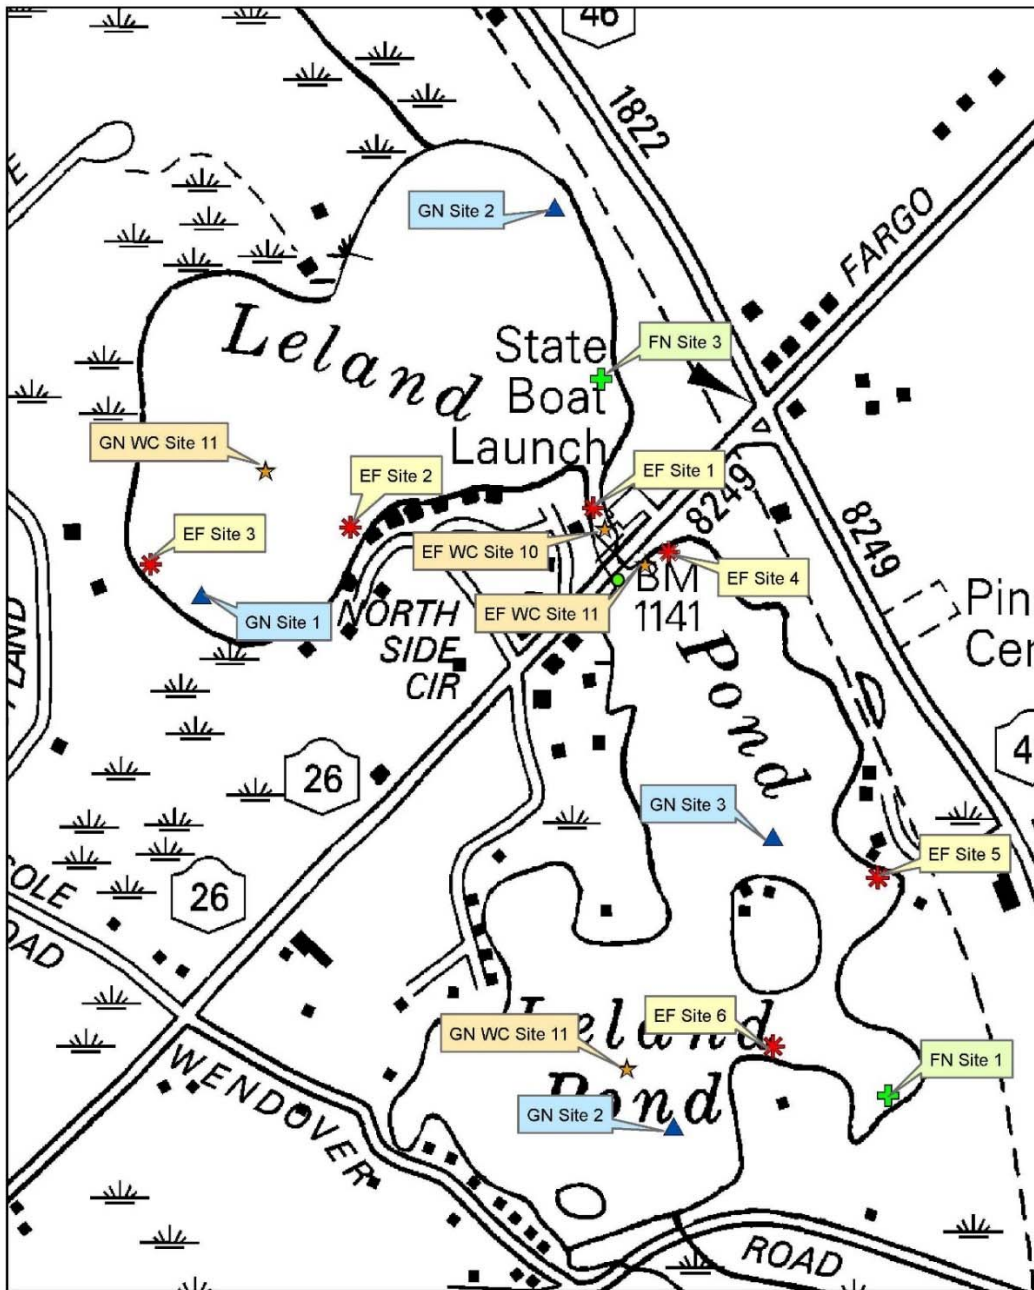 46
1822
GN Site 2
FARGO
Leland
State
Boat
Launch
FN Site 3
GN WC Site 11
EF Site 2
EF Site 1
8249
8249
EF Site 3
EF WC Site 10
EF Site 4
BM
1141
EF WC Site 11
GN Site 1
NORTH
SIDE
CIR
Pond
Pin
Cer
26
4
GN Site 3
EF Site 5
26
COLE
OAD
Leland
Pond
EF Site 6
GN WC Site 11
FN Site 1
GN Site 2
WENDOVER
ROAD